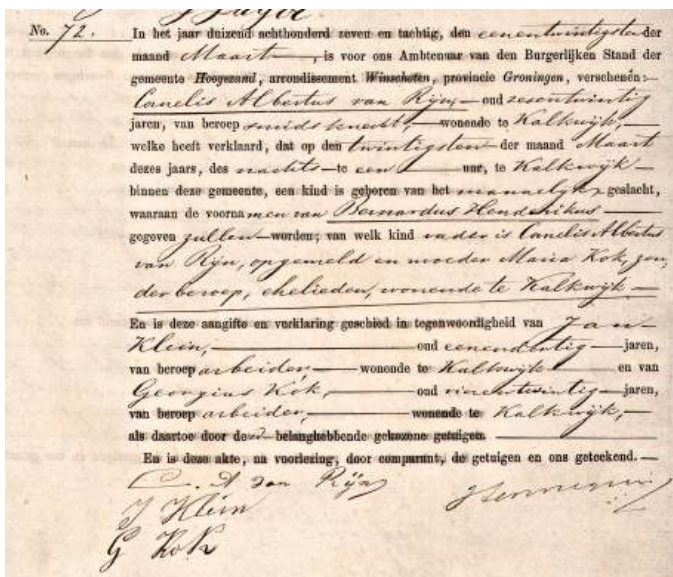 No. 72. In het jaar duizend achthonderd zeven en tachtig, den eenentwintigsten der
maand Maart, is voor ons Ambtenaar van den Burgerlijken Stand der
gemeente Hoogezand, arrondissement Winschoten, provincie Groningen, verschenen:
Canelis Albertus van Rijn, oud zesentwintig
jaren, van beroep smidsknecht, wonende te Kalkwijk,
welke heeft verklaard, dat op den twintigsten der maand Maart
dezes jaars, des nachts te een uur, te Kalkwijk
binnen deze gemeente, een kind is geboren van het mannelijk geslacht,
waaraan de voornamen van Bernardus Hendrikus
gegeven zullen worden; van welk kind vader is Canelis Albertus
van Rijn, opgemeld en moeder Maria Kok, zon-
der beroep, ehelieden, wonende te Kalkwijk
En is deze aangifte en verklaring geschied in tegenwoordigheid van Jan
Klein, oud eenendertig jaren,
van beroep arbeider, wonende te Kalkwijk en van
Georgius Kok, oud vierentwintig jaren,
van beroep arbeider, wonende te Kalkwijk,
als daartoe door de belanghebbende gekozene getuigen.
En is deze akte, na voorlezing, door comparant, de getuigen en ons geteekend.
C. A van Rijn
J Klein
G Kok